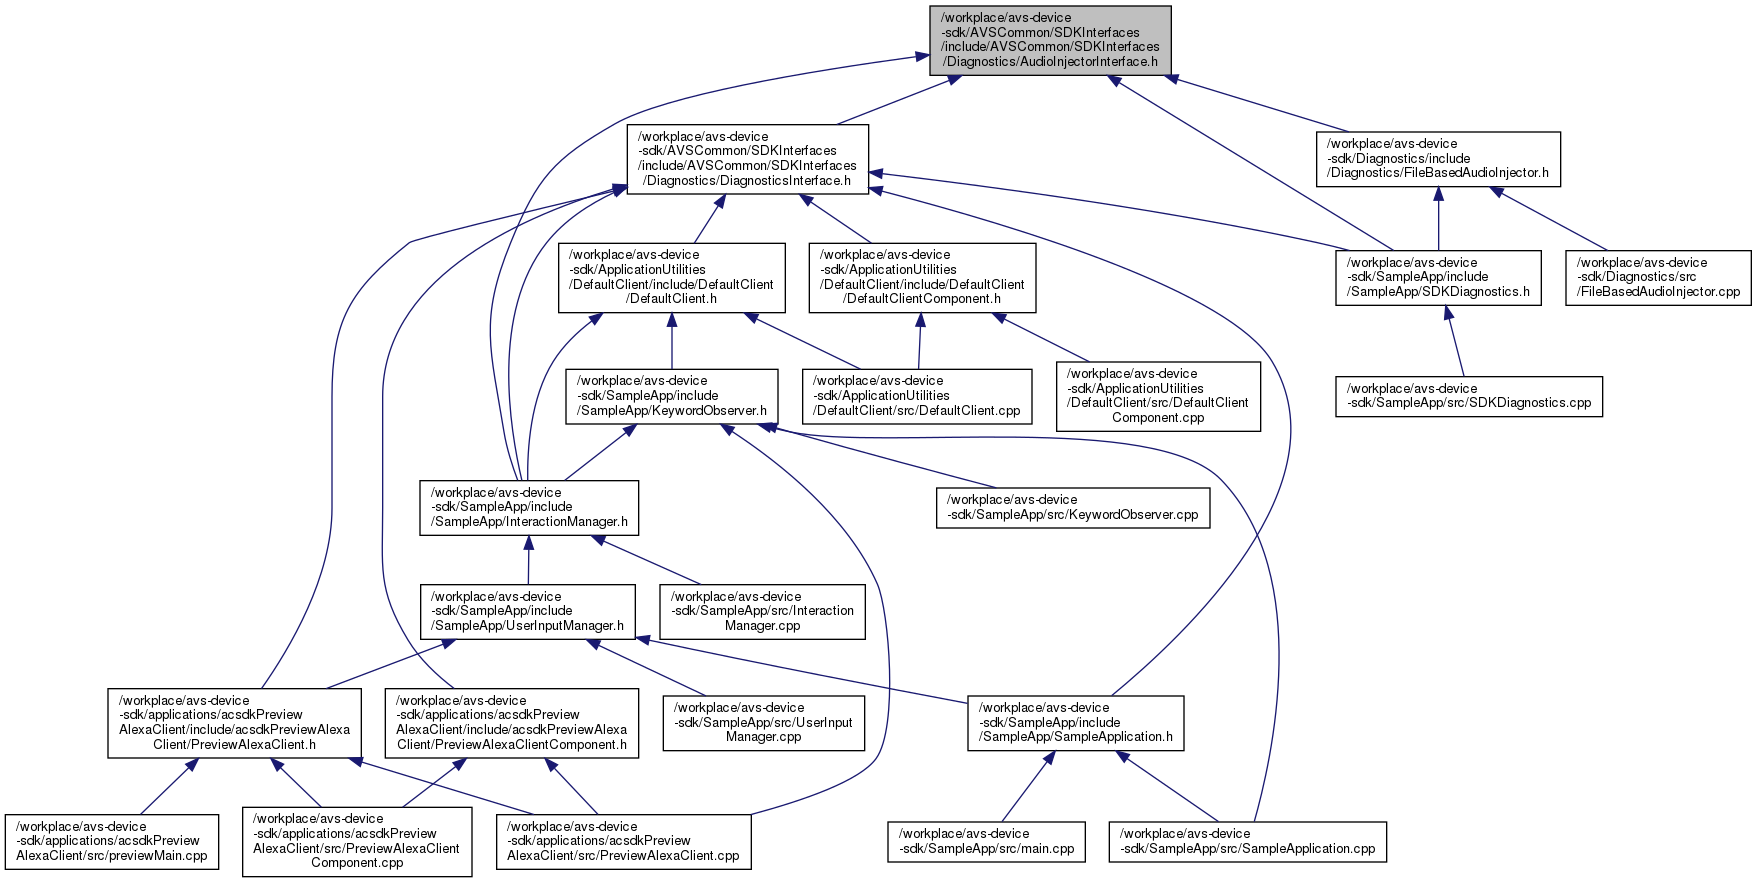 /workplace/avs-device
-sdk/AVSCommon/SDKInterfaces
/include/AVSCommon/SDKInterfaces
/Diagnostics/AudioInjectorInterface.h
/workplace/avs-device
-sdk/AVSCommon/SDKInterfaces
/include/AVSCommon/SDKInterfaces
/Diagnostics/DiagnosticsInterface.h
/workplace/avs-device
-sdk/Diagnostics/include
/Diagnostics/FileBasedAudioInjector.h
/workplace/avs-device
-sdk/ApplicationUtilities
/DefaultClient/include/DefaultClient
/DefaultClient.h
/workplace/avs-device
-sdk/ApplicationUtilities
/DefaultClient/include/DefaultClient
/DefaultClientComponent.h
/workplace/avs-device
-sdk/SampleApp/include
/SampleApp/SDKDiagnostics.h
/workplace/avs-device
-sdk/Diagnostics/src
/FileBasedAudioInjector.cpp
/workplace/avs-device
-sdk/SampleApp/include
/SampleApp/KeywordObserver.h
/workplace/avs-device
-sdk/ApplicationUtilities
/DefaultClient/src/DefaultClient.cpp
/workplace/avs-device
-sdk/ApplicationUtilities
/DefaultClient/src/DefaultClient
Component.cpp
/workplace/avs-device
-sdk/SampleApp/src/SDKDiagnostics.cpp
/workplace/avs-device
-sdk/SampleApp/include
/SampleApp/InteractionManager.h
/workplace/avs-device
-sdk/SampleApp/src/KeywordObserver.cpp
/workplace/avs-device
-sdk/SampleApp/include
/SampleApp/UserInputManager.h
/workplace/avs-device
-sdk/SampleApp/src/Interaction
Manager.cpp
/workplace/avs-device
-sdk/applications/acsdkPreview
AlexaClient/include/acsdkPreviewAlexa
Client/PreviewAlexaClient.h
/workplace/avs-device
-sdk/applications/acsdkPreview
AlexaClient/include/acsdkPreviewAlexa
Client/PreviewAlexaClientComponent.h
/workplace/avs-device
-sdk/SampleApp/src/UserInput
Manager.cpp
/workplace/avs-device
-sdk/SampleApp/include
/SampleApp/SampleApplication.h
/workplace/avs-device
-sdk/applications/acsdkPreview
AlexaClient/src/previewMain.cpp
/workplace/avs-device
-sdk/applications/acsdkPreview
AlexaClient/src/PreviewAlexaClient
Component.cpp
/workplace/avs-device
-sdk/applications/acsdkPreview
AlexaClient/src/PreviewAlexaClient.cpp
/workplace/avs-device
-sdk/SampleApp/src/main.cpp
/workplace/avs-device
-sdk/SampleApp/src/SampleApplication.cpp